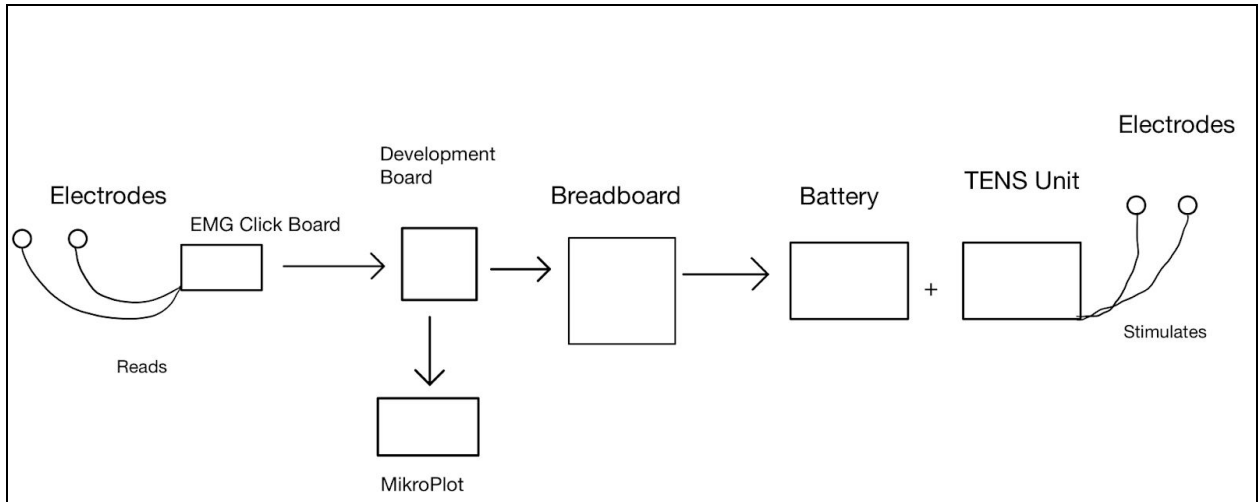 Electrodes
EMG Click Board
Reads
Development
Board
MikroPlot
Breadboard
Battery
+
TENS Unit
Electrodes
Stimulates